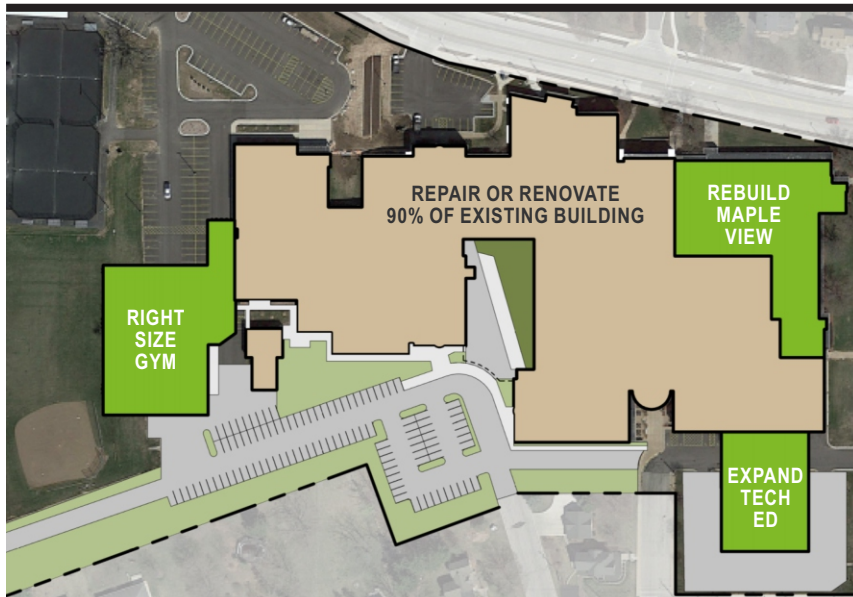 REPAIR OR RENOVATE
90% OF EXISTING BUILDING
REBUILD
MAPLE
VIEW
RIGHT
SIZE
GYM
EXPAND
TECH
ED